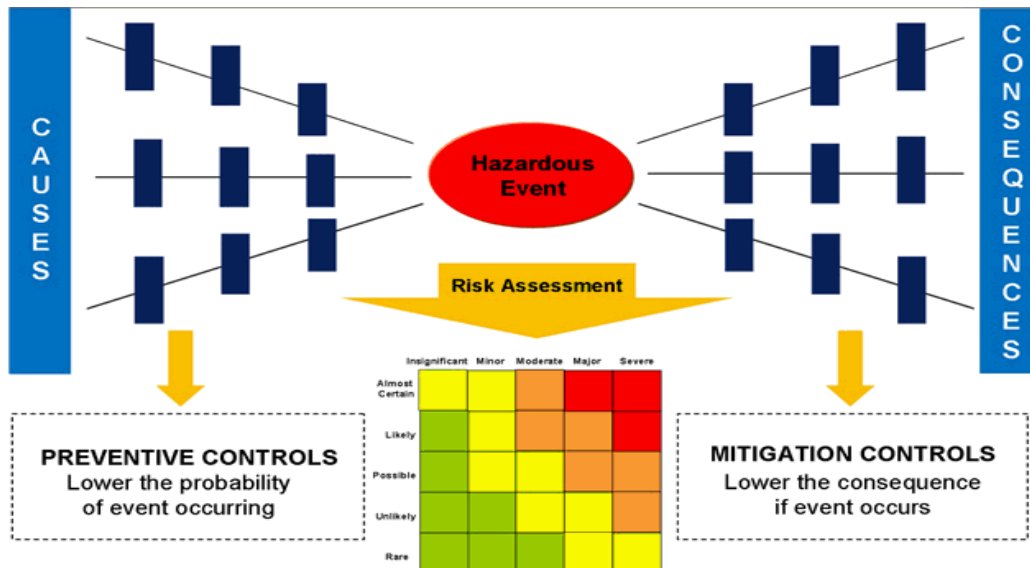 CAUSES
Hazardous
Event
CONSEQUENCES
Risk Assessment
PREVENTIVE CONTROLS
Lower the probability
of event occurring
Insignificant Minor Moderate Major Severe
Almost
Certain
Likely
Possible
Unlikely
Rare
MITIGATION CONTROLS
Lower the consequence
if event occurs